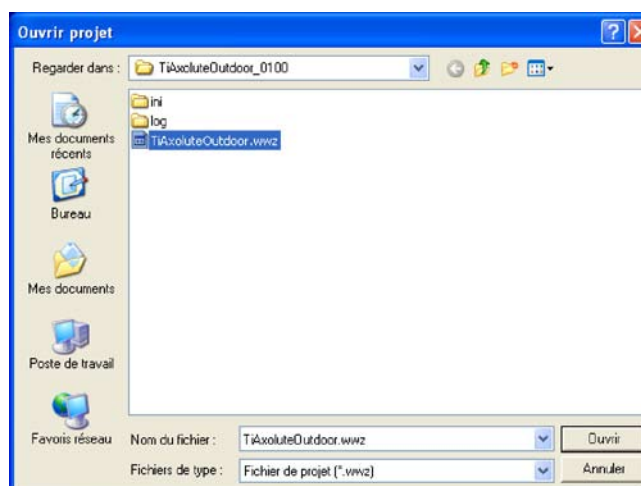 Ouvrir projet
Regarder dans :
TiAxoluteOutdoor_0100
ini
log
TiAxoluteOutdoor.wwz
Mes documents
récents
Bureau
Mes documents
Poste de travail
Favoris réseau
Nom du fichier :
TiAxoluteOutdoor.wwz
Ouvrir
Fichiers de type :
Fichier de projet (*.wwz)
Annuler